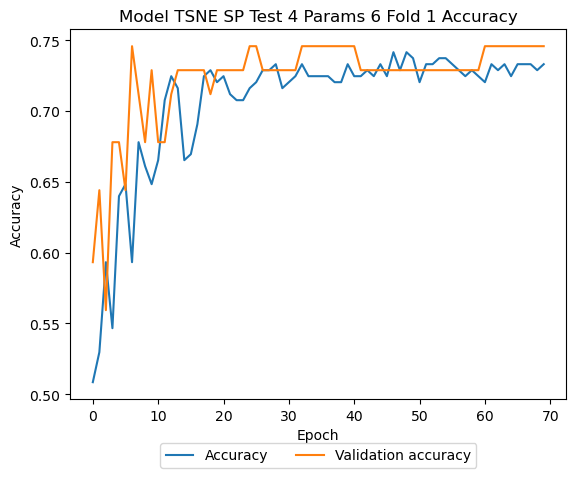 Model TSNE SP Test 4 Params 6 Fold 1 Accuracy
0.75
0.70
0.65
0.60
0.55
0.50
Accuracy
0 10 20 30 40 50 60 70
Epoch
Accuracy Validation accuracy